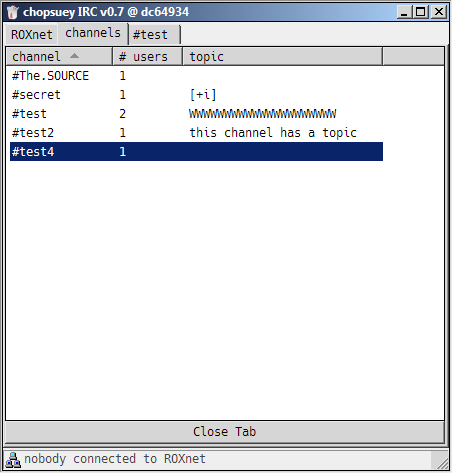 chopsuey IRC v0.7 @ dc64934
ROXnet channels #test
channel # users topic
#The.SOURCE 1
#secret 1 [+i]
#test 2 WWWWWWWWWWWWWWWWWWWW
#test2 1 this channel has a topic
#test4 1
Close Tab
nobody connected to ROXnet